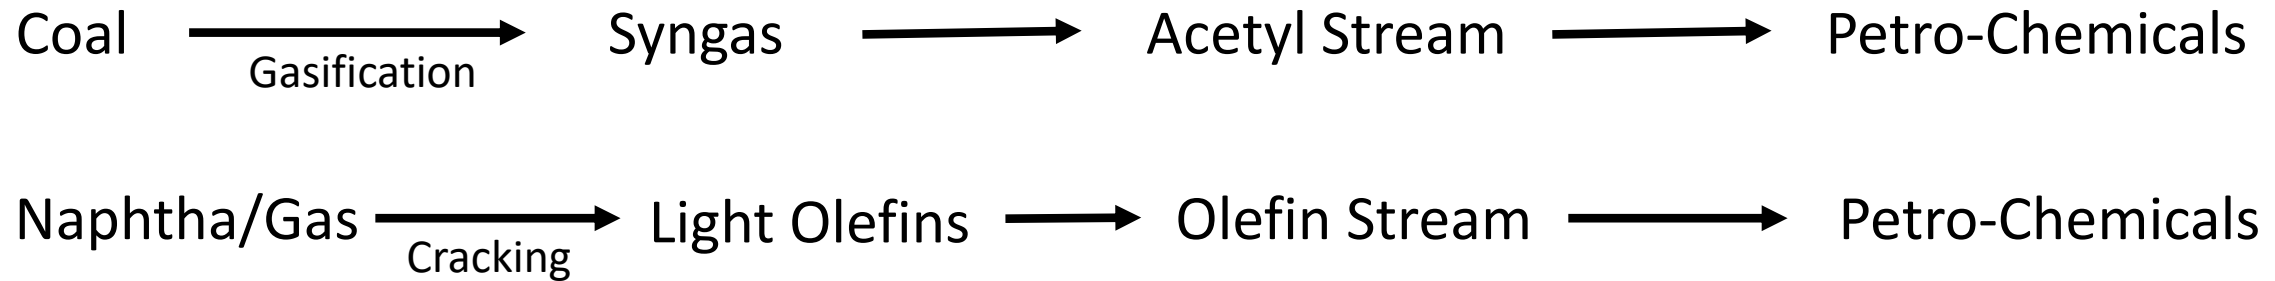 Coal Syngas Acetyl Stream Petro-Chemicals
Gasification
Naphtha/Gas Light Olefins Olefin Stream Petro-Chemicals
Cracking